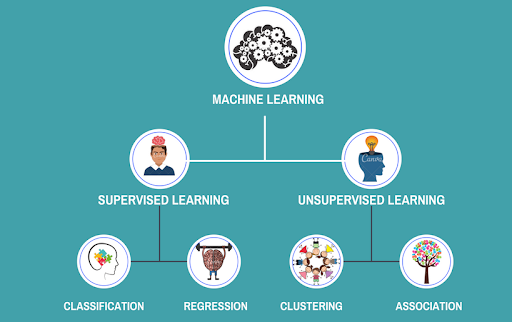 MACHINE LEARNING
Canva
SUPERVISED LEARNING
UNSUPERVISED LEARNING
CLASSIFICATION
REGRESSION
CLUSTERING
ASSOCIATION